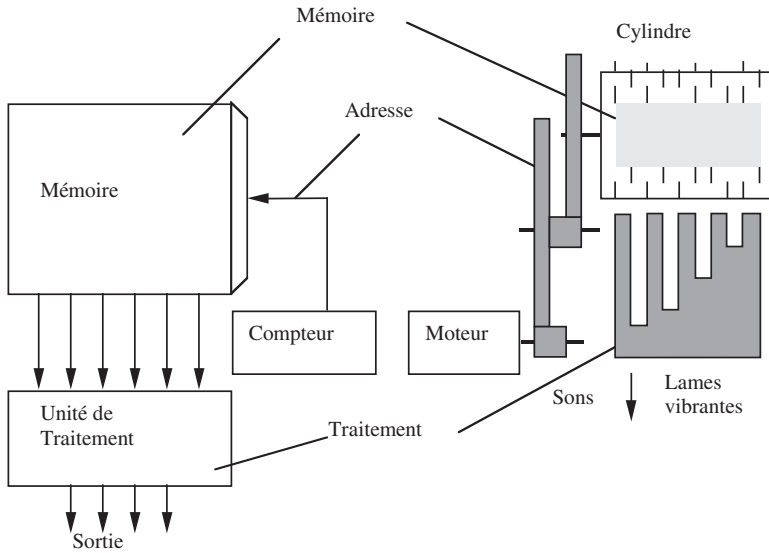 Mémoire
Cylindre
Adresse
Mémoire
Compteur
Moteur
Unité de
Traitement
Traitement
Sons
Lames
vibrantes
Sortie